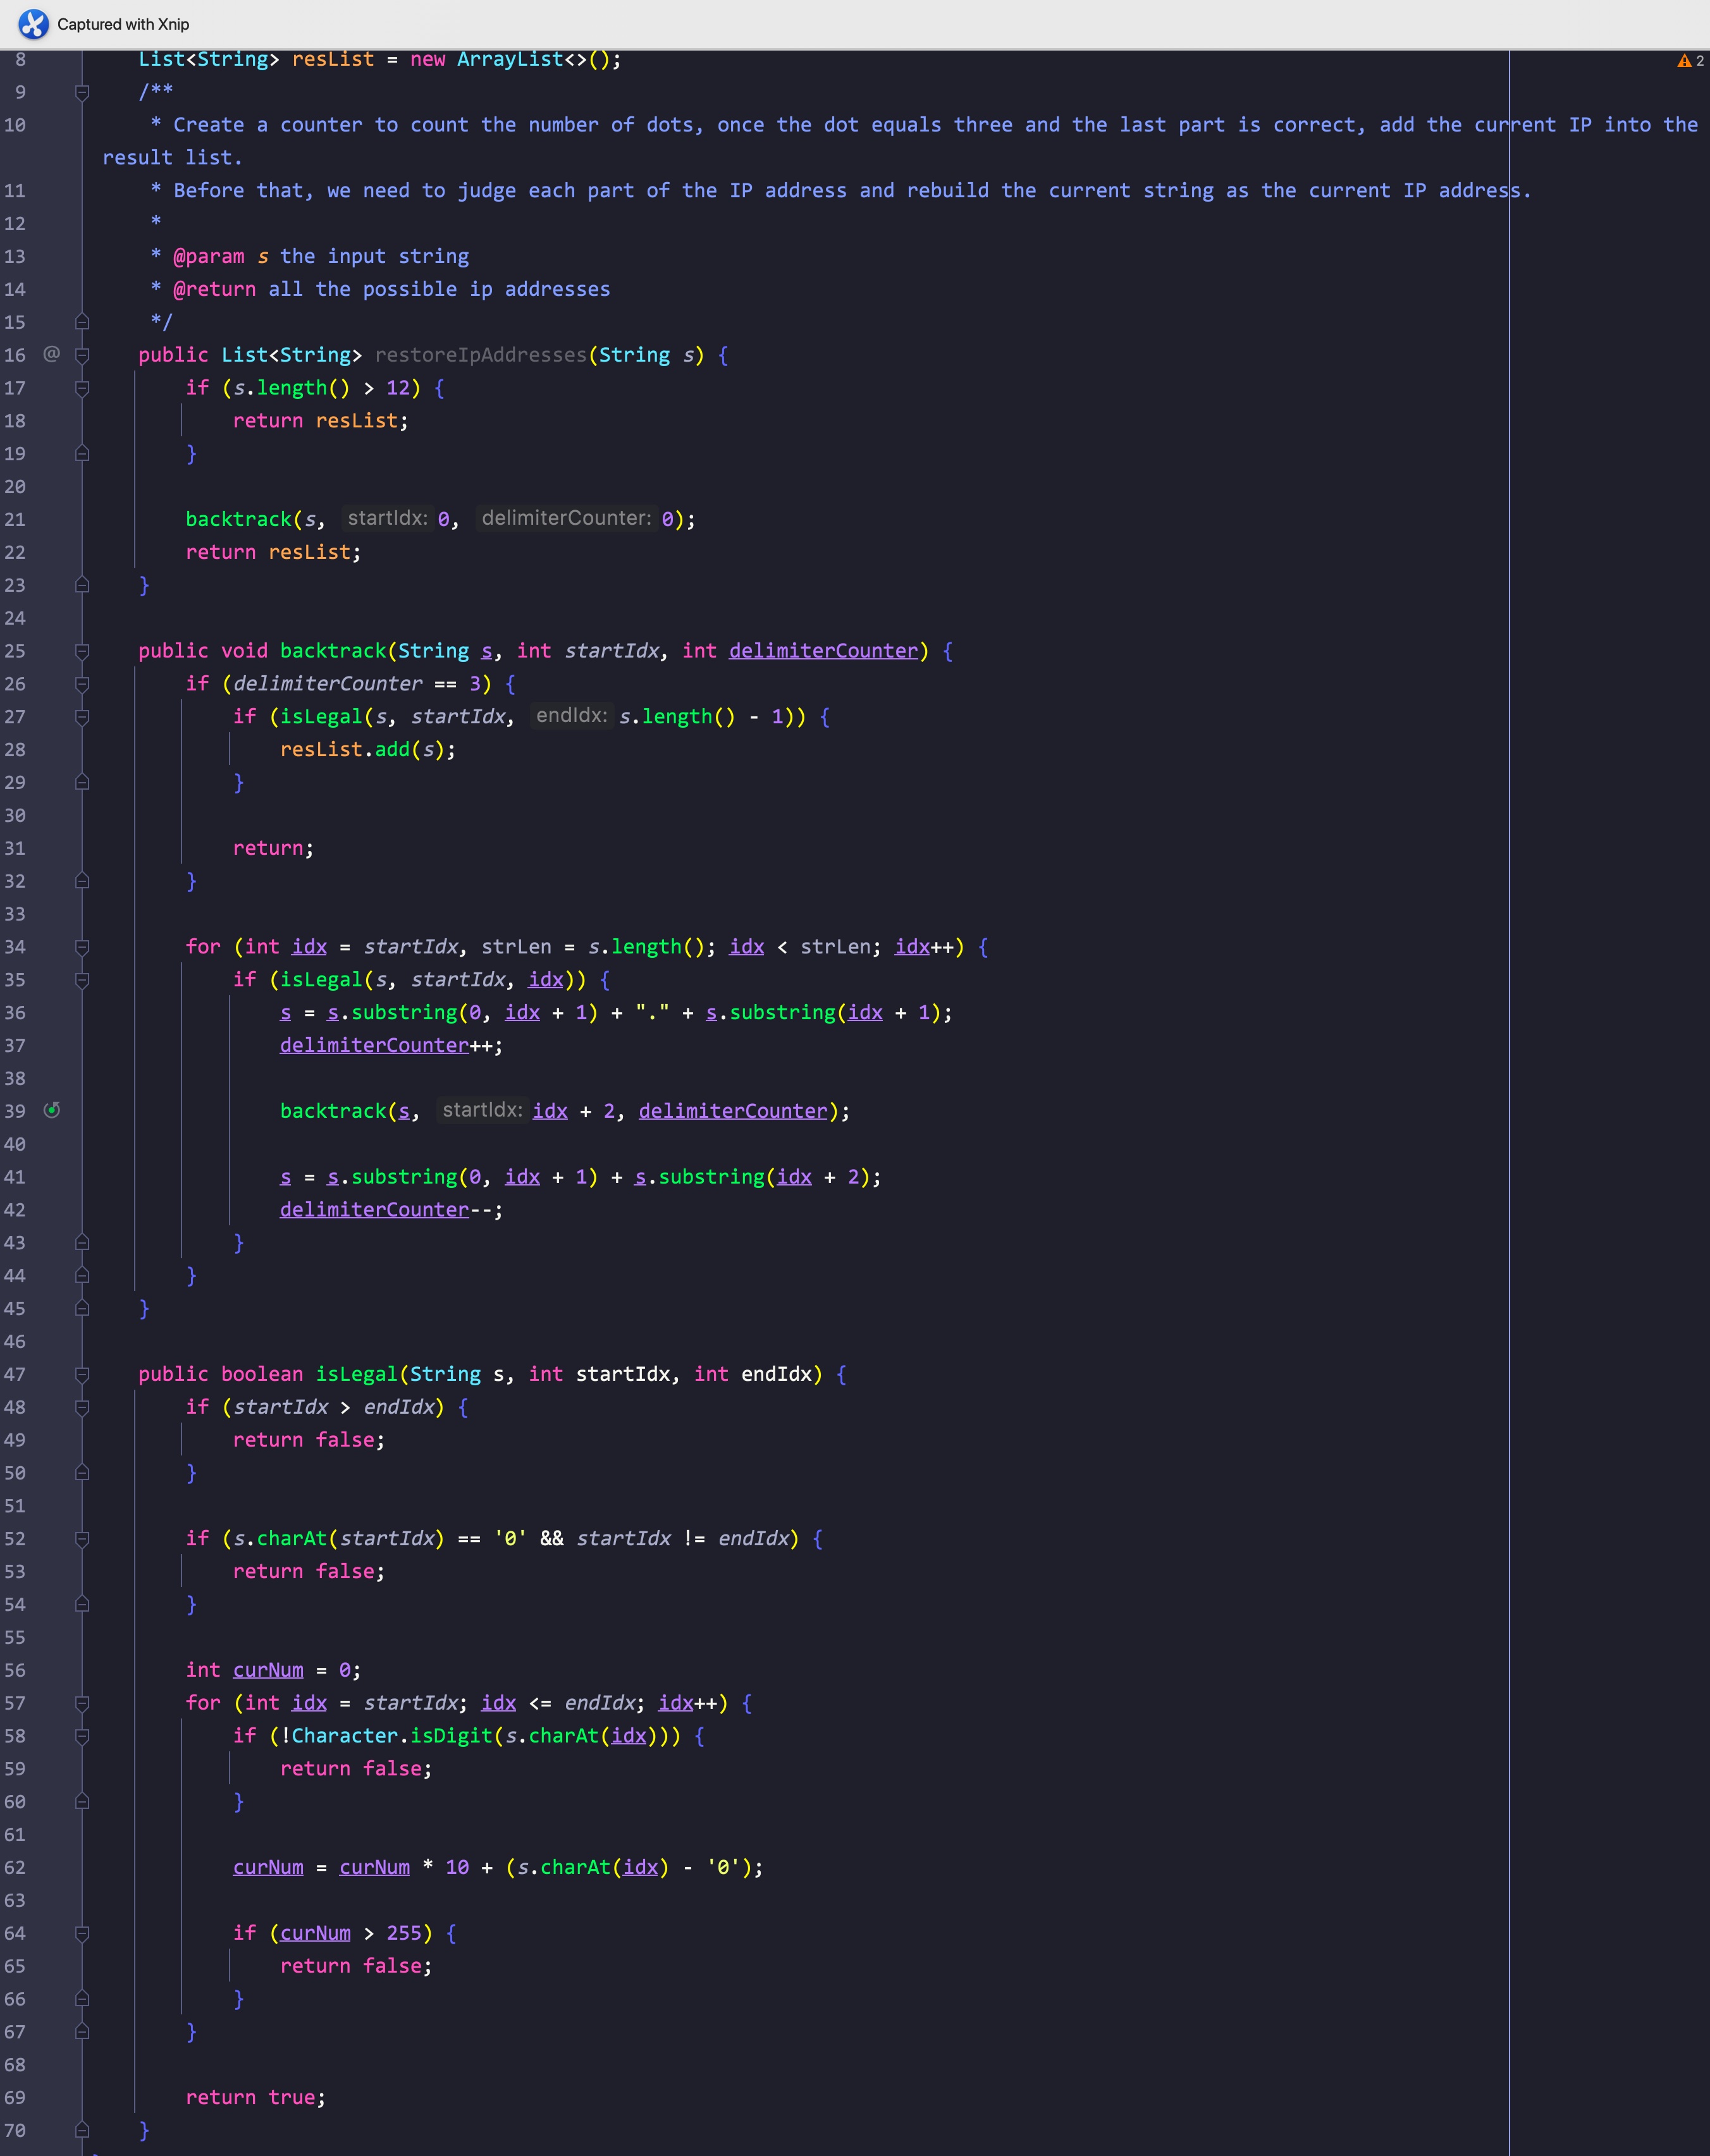 Captured with Xnip
8 List<String> resList = new ArrayList<>();
2
9 /**
10 * Create a counter to count the number of dots, once the dot equals three and the last part is correct, add the current IP into the
result list.
11 * Before that, we need to judge each part of the IP address and rebuild the current string as the current IP address.
12 *
13 * @param s the input string
14 * @return all the possible ip addresses
15 */
16 @ public List<String> restoreIpAddresses(String s) {
17 if (s.length() > 12) {
18 return resList;
19 }
20
21 backtrack(s, startIdx: 0, delimiterCounter: 0);
22 return resList;
23 }
24
25 public void backtrack(String s, int startIdx, int delimiterCounter) {
26 if (delimiterCounter == 3) {
27 if (isLegal(s, startIdx, endIdx: s.length() - 1)) {
28 resList.add(s);
29 }
30
31 return;
32 }
33
34 for (int idx = startIdx, strLen = s.length(); idx < strLen; idx++) {
35 if (isLegal(s, startIdx, idx)) {
36 s = s.substring(0, idx + 1) + "." + s.substring(idx + 1);
37 delimiterCounter++;
38
39 backtrack(s, startIdx: idx + 2, delimiterCounter);
40
41 s = s.substring(0, idx + 1) + s.substring(idx + 2);
42 delimiterCounter--;
43 }
44 }
45 }
46
47 public boolean isLegal(String s, int startIdx, int endIdx) {
48 if (startIdx > endIdx) {
49 return false;
50 }
51
52 if (s.charAt(startIdx) == '0' && startIdx != endIdx) {
53 return false;
54 }
55
56 int curNum = 0;
57 for (int idx = startIdx; idx <= endIdx; idx++) {
58 if (!Character.isDigit(s.charAt(idx))) {
59 return false;
60 }
61
62 curNum = curNum * 10 + (s.charAt(idx) - '0');
63
64 if (curNum > 255) {
65 return false;
66 }
67 }
68
69 return true;
70 }